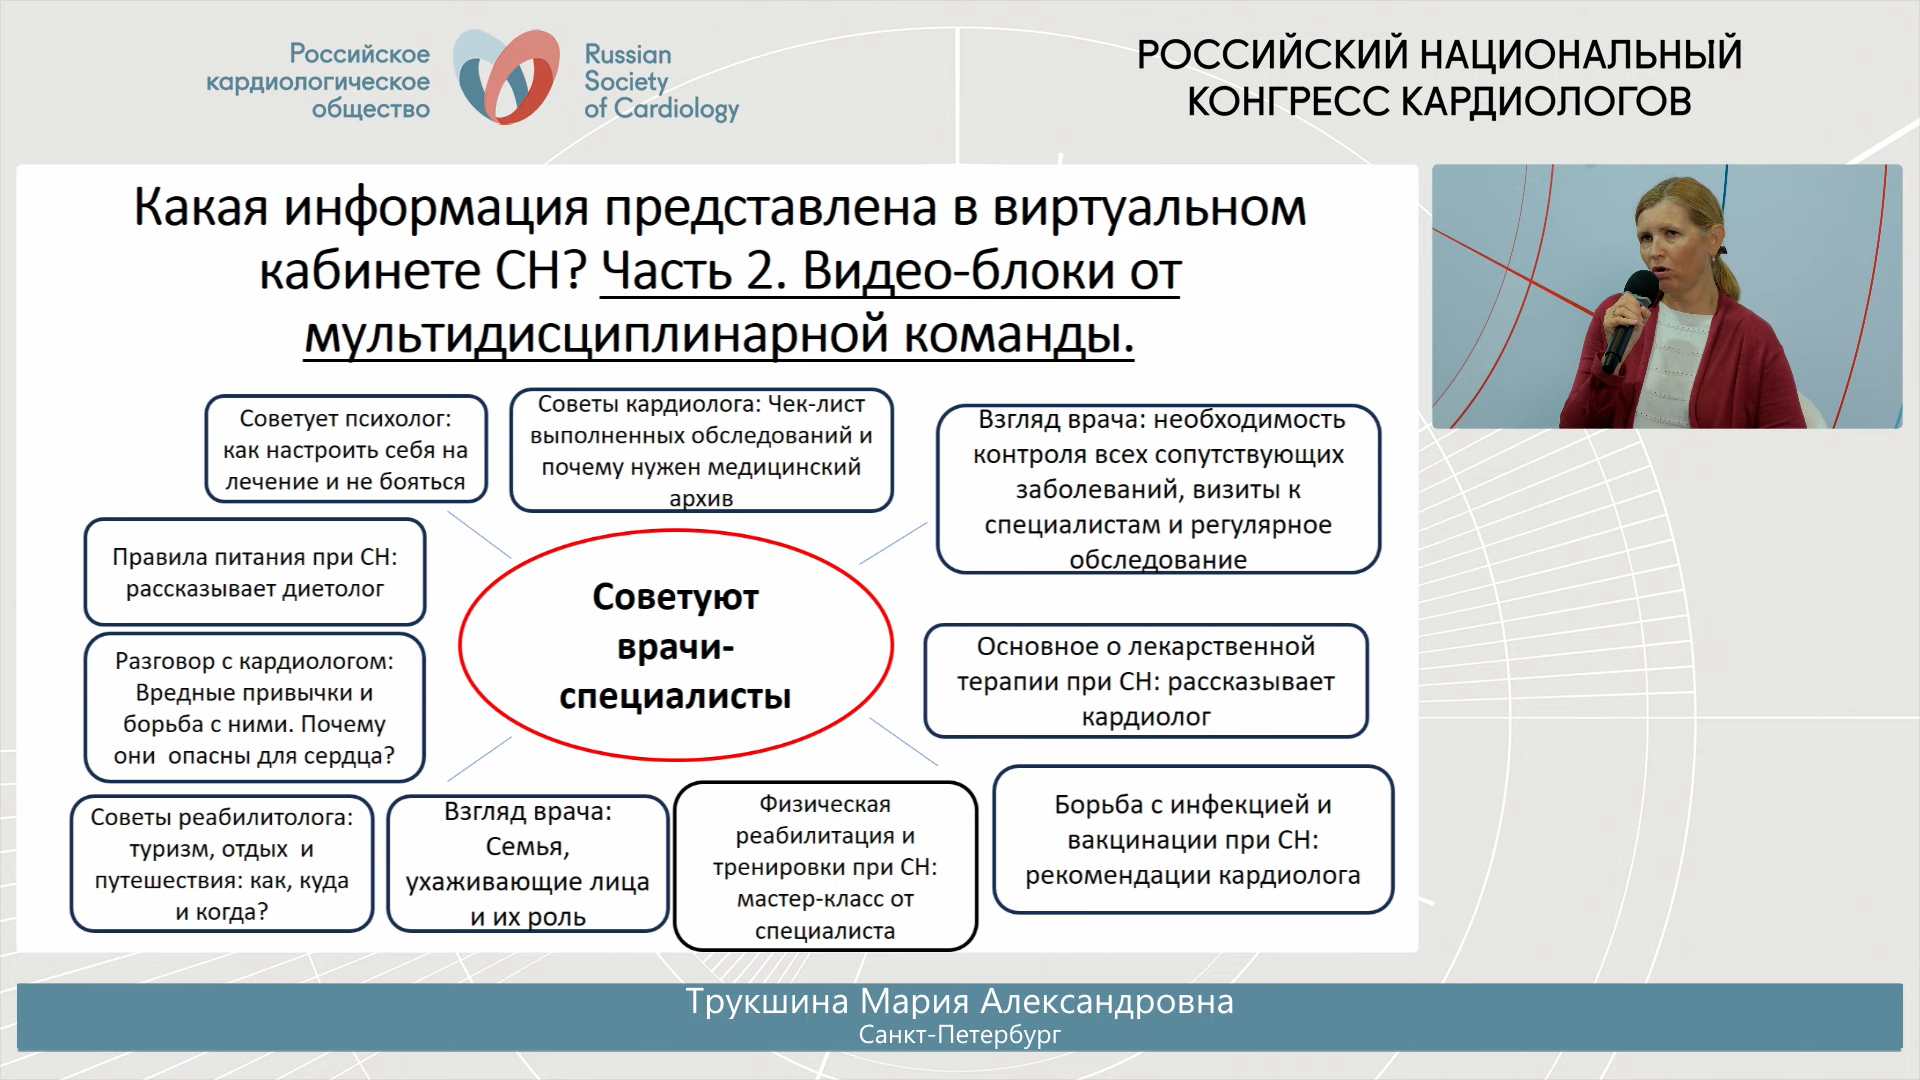 Российское
кардиологическое
общество
Russian
Society
of Cardiology
РОССИЙСКИЙ НАЦИОНАЛЬНЫЙ
КОНГРЕСС КАРДИОЛОГОВ
Какая информация представлена в виртуальном
кабинете СН? Часть 2. Видео-блоки от
мультидисциплинарной команды.
Советует психолог:
как настроить себя на
лечение и не бояться
Советы кардиолога: Чек-лист
выполненных обследований и
почему нужен медицинский
архив
Взгляд врача: необходимость
контроля всех сопутствующих
заболеваний, визиты к
специалистам и регулярное
обследование
Правила питания при СН:
рассказывает диетолог
Советуют
врачи-
специалисты
Разговор с кардиологом:
Вредные привычки и
борьба с ними. Почему
они опасны для сердца?
Основное о лекарственной
терапии при СН: рассказывает
кардиолог
Советы реабилитолога:
туризм, отдых и
путешествия: как, куда
и когда?
Взгляд врача:
Семья,
ухаживающие лица
и их роль
Физическая
реабилитация и
тренировки при СН:
мастер-класс от
специалиста
Борьба с инфекцией и
вакцинации при СН:
рекомендации кардиолога
Трукшина Мария Александровна
Санкт-Петербург